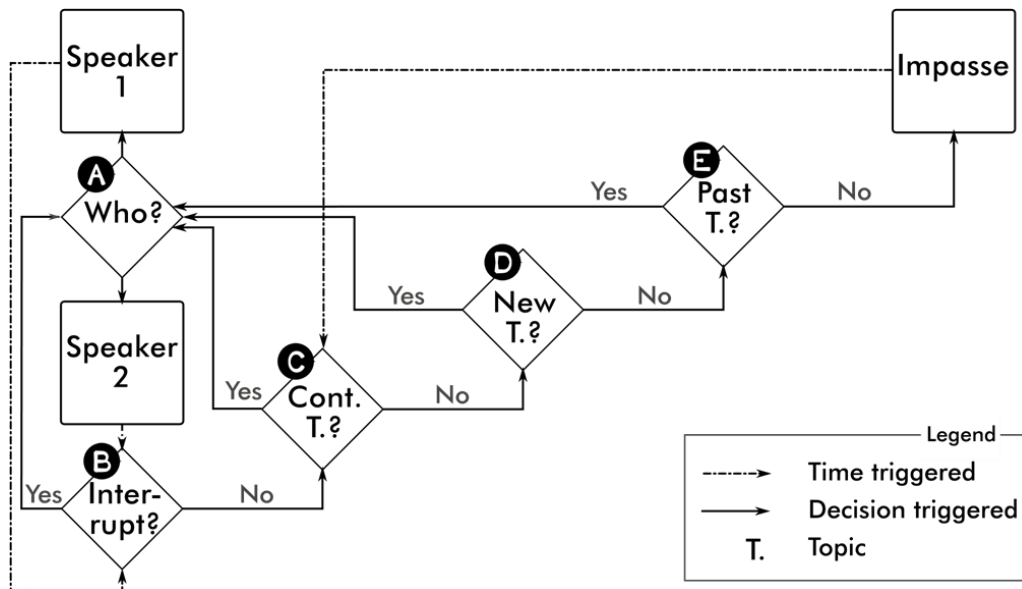 Speaker
1
Impasse
A
Who?
E
Past
T.?
Yes
No
D
New
T.?
Yes
No
Speaker
2
C
Cont.
T.?
Yes
No
B
Inter-
rupt?
Yes
No
Legend
Time triggered
Decision triggered
T. Topic